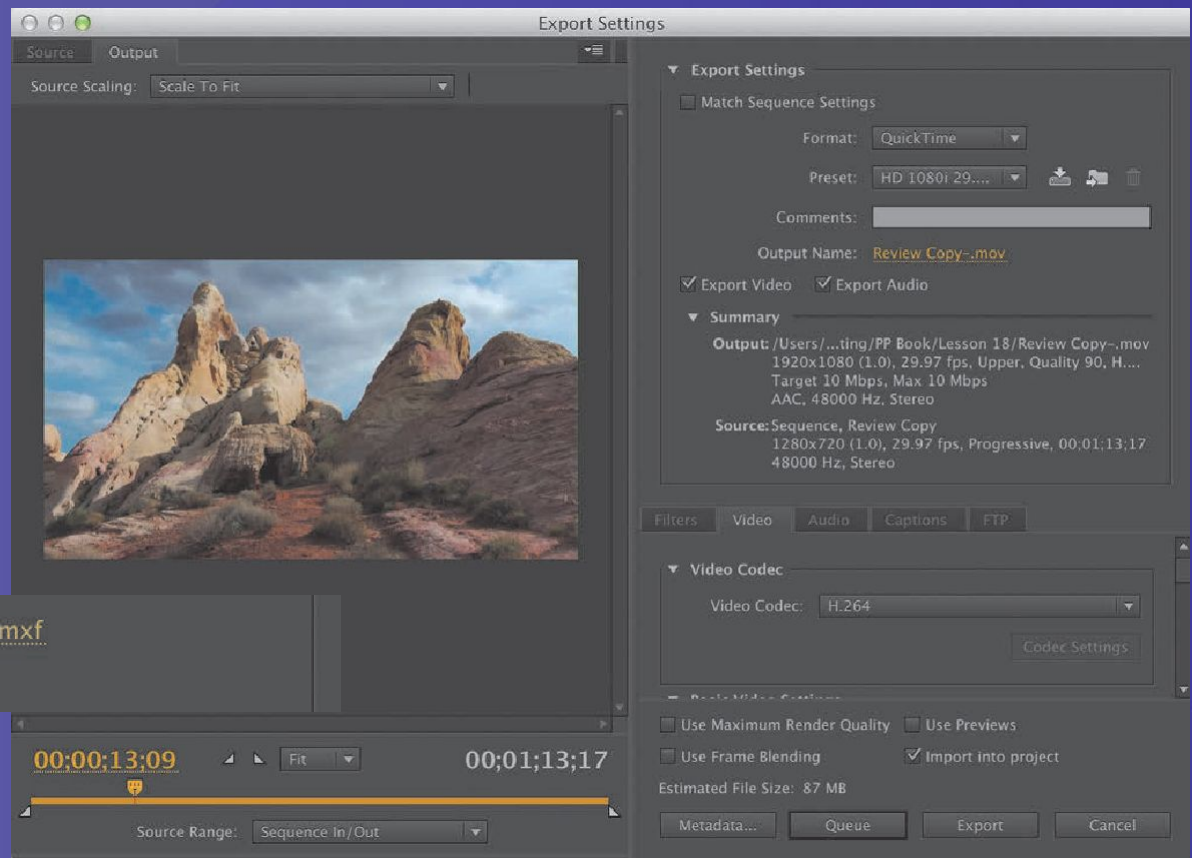 Export Settings
Source
Output
Source Scaling:
Scale To Fit
mxf
00;00;13;09
Fit
00;01;13;17
Source Range:
Sequence In/Out
Export Settings
Match Sequence Settings
Format:
QuickTime
Preset:
HD 1080i 29....
Comments:
Output Name:
Review Copy-.mov
Export Video
Export Audio
Summary
Output: /Users/...ting/PP Book/Lesson 18/Review Copy-.mov
1920x1080 (1.0), 29.97 fps, Upper, Quality 90, H....
Target 10 Mbps, Max 10 Mbps
AAC, 48000 Hz, Stereo
Source: Sequence, Review Copy
1280x720 (1.0), 29.97 fps, Progressive, 00;01;13;17
48000 Hz, Stereo
Filters
Video
Audio
Captions
FTP
Video Codec
Video Codec:
H.264
Codec Settings
Basic Video Settings
Use Maximum Render Quality
Use Previews
Use Frame Blending
Import into project
Estimated File Size: 87 MB
Metadata...
Queue
Export
Cancel